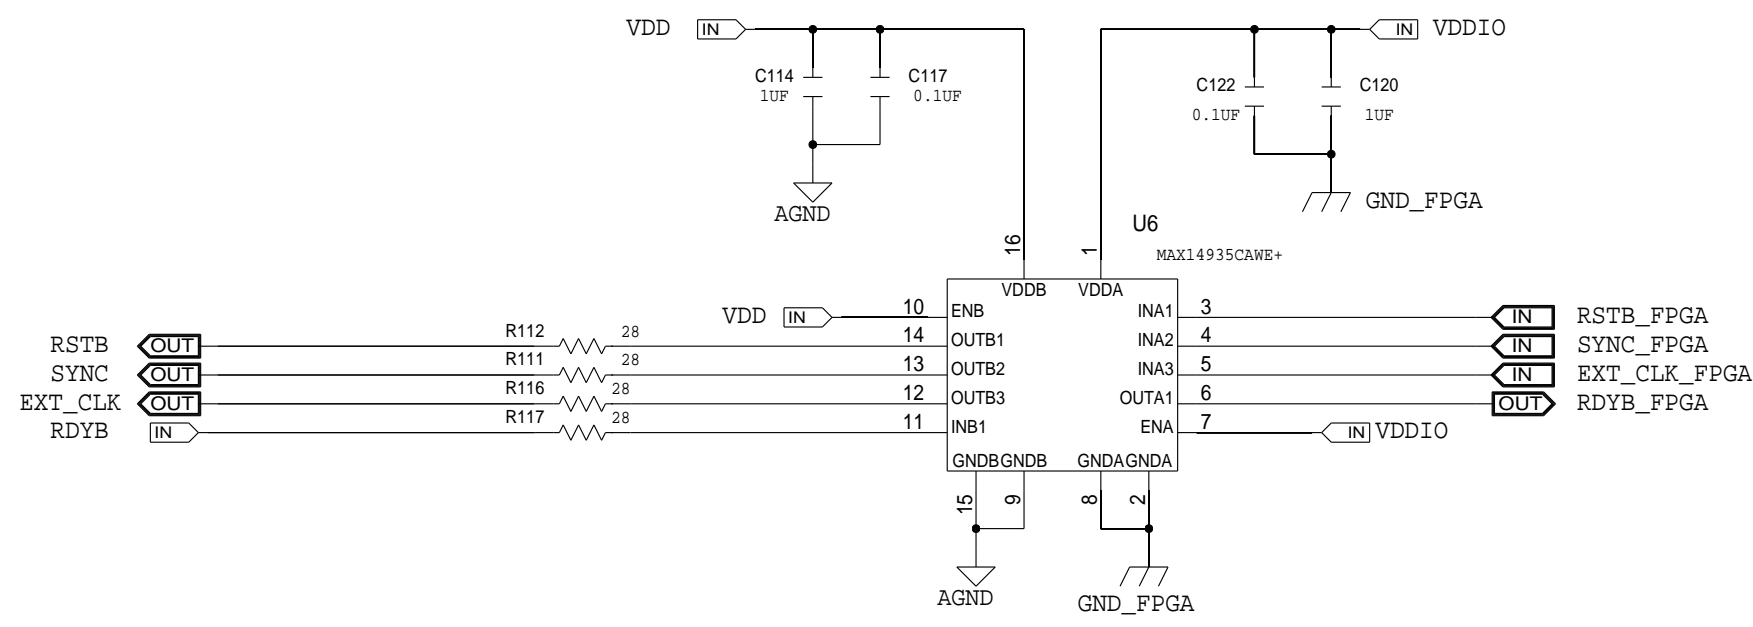 VDD IN IN VDDIO
C114 C117 C122 C120
1UF 0.1UF 0.1UF 1UF
AGND GND_FPGA
U6
MAX14935CAWE+
16 1
VDDB VDDA
VDD IN 10 ENB INA1 3 IN RSTB_FPGA
RSTB OUT R112 28 14 OUTB1 INA2 4 IN SYNC_FPGA
SYNC OUT R111 28 13 OUTB2 INA3 5 IN EXT_CLK_FPGA
EXT_CLK OUT R116 28 12 OUTB3 OUTA1 6 OUT RDYB_FPGA
RDYB IN R117 28 11 INB1 ENA 7 IN VDDIO
GNDB GNDB GNDA GNDA
15 9 8 2
AGND GND_FPGA